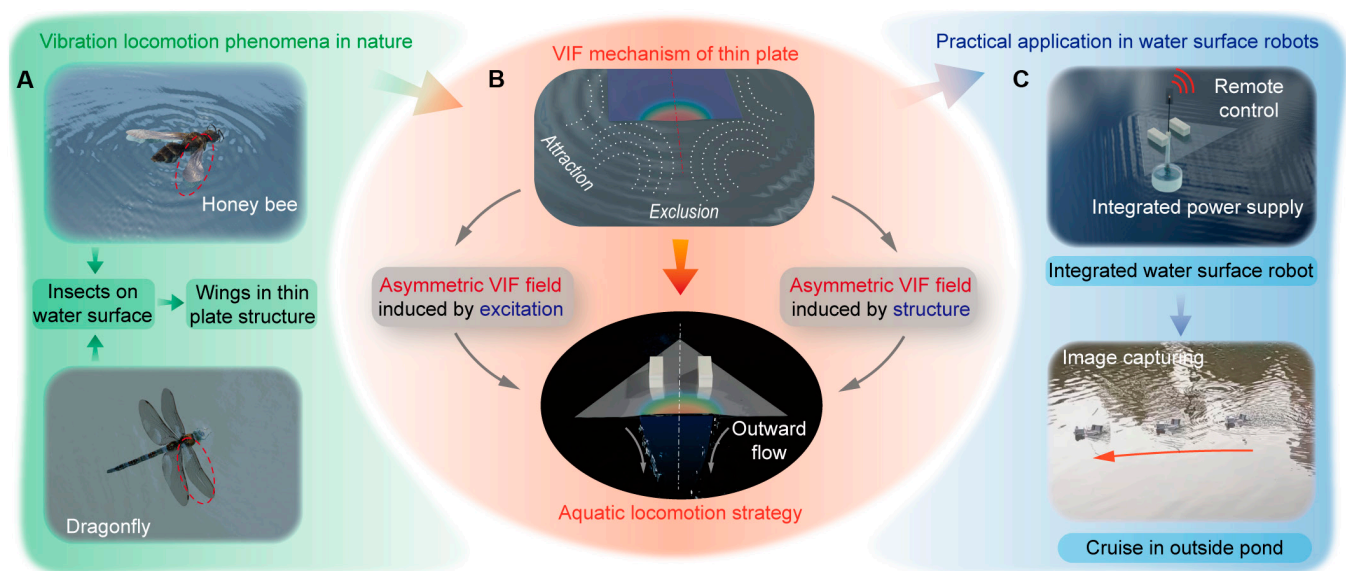 Vibration locomotion phenomena in nature
A
Honey bee
Insects on
water surface
Wings in thin
plate structure
Dragonfly
VIF mechanism of thin plate
B
Attraction
Exclusion
Asymmetric VIF field
induced by excitation
Asymmetric VIF field
induced by structure
Outward
flow
Aquatic locomotion strategy
Practical application in water surface robots
C
Remote
control
Integrated power supply
Integrated water surface robot
Image capturing
Cruise in outside pond